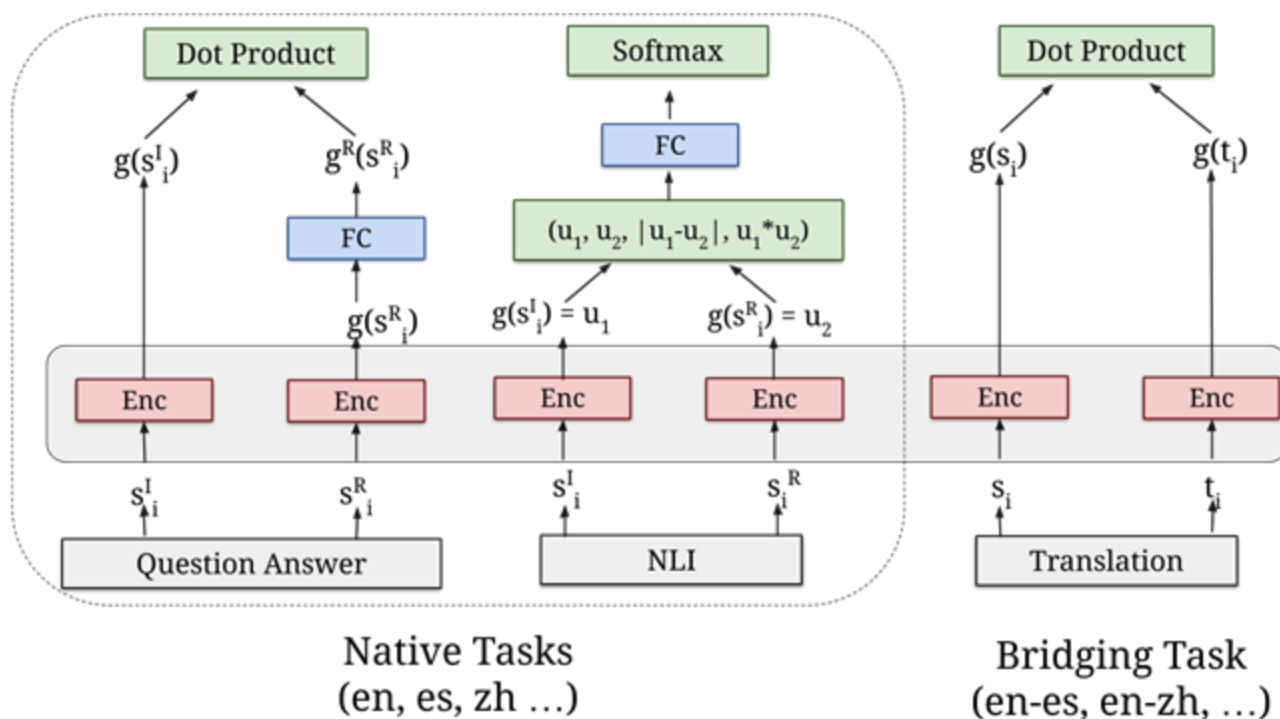 Dot Product
Softmax
Dot Product
FC
g(sᴵᵢ)
gᴿ(sᴿᵢ)
g(sᵢ)
g(tᵢ)
FC
(u₁, u₂, |u₁-u₂|, u₁*u₂)
g(sᴿᵢ)
g(sᴵᵢ) = u₁
g(sᴿᵢ) = u₂
Enc
Enc
Enc
Enc
Enc
Enc
sᴵᵢ
sᴿᵢ
sᴵᵢ
sᵢᴿ
sᵢ
tᵢ
Question Answer
NLI
Translation
Native Tasks
(en, es, zh …)
Bridging Task
(en-es, en-zh, …)